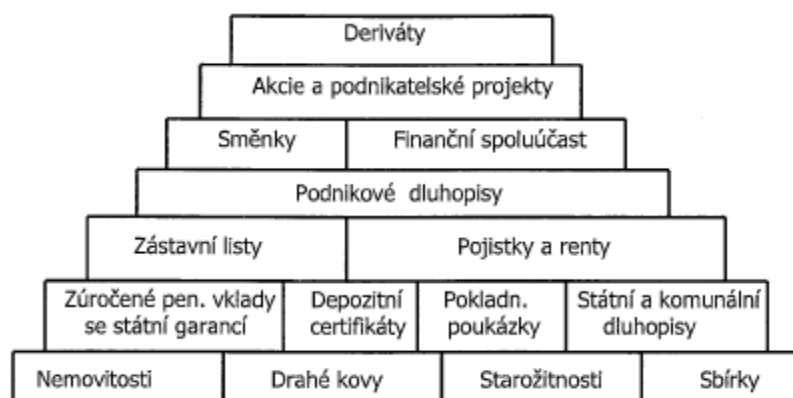 Deriváty
Akcie a podnikatelské projekty
Směnky
Finanční spoluúčast
Podnikové dluhopisy
Zástavní listy
Pojistky a renty
Zúročené pen. vklady
se státní garancí
Depozitní
certifikáty
Pokladn.
poukázky
Státní a komunální
dluhopisy
Nemovitosti
Drahé kovy
Starožitnosti
Sbírky